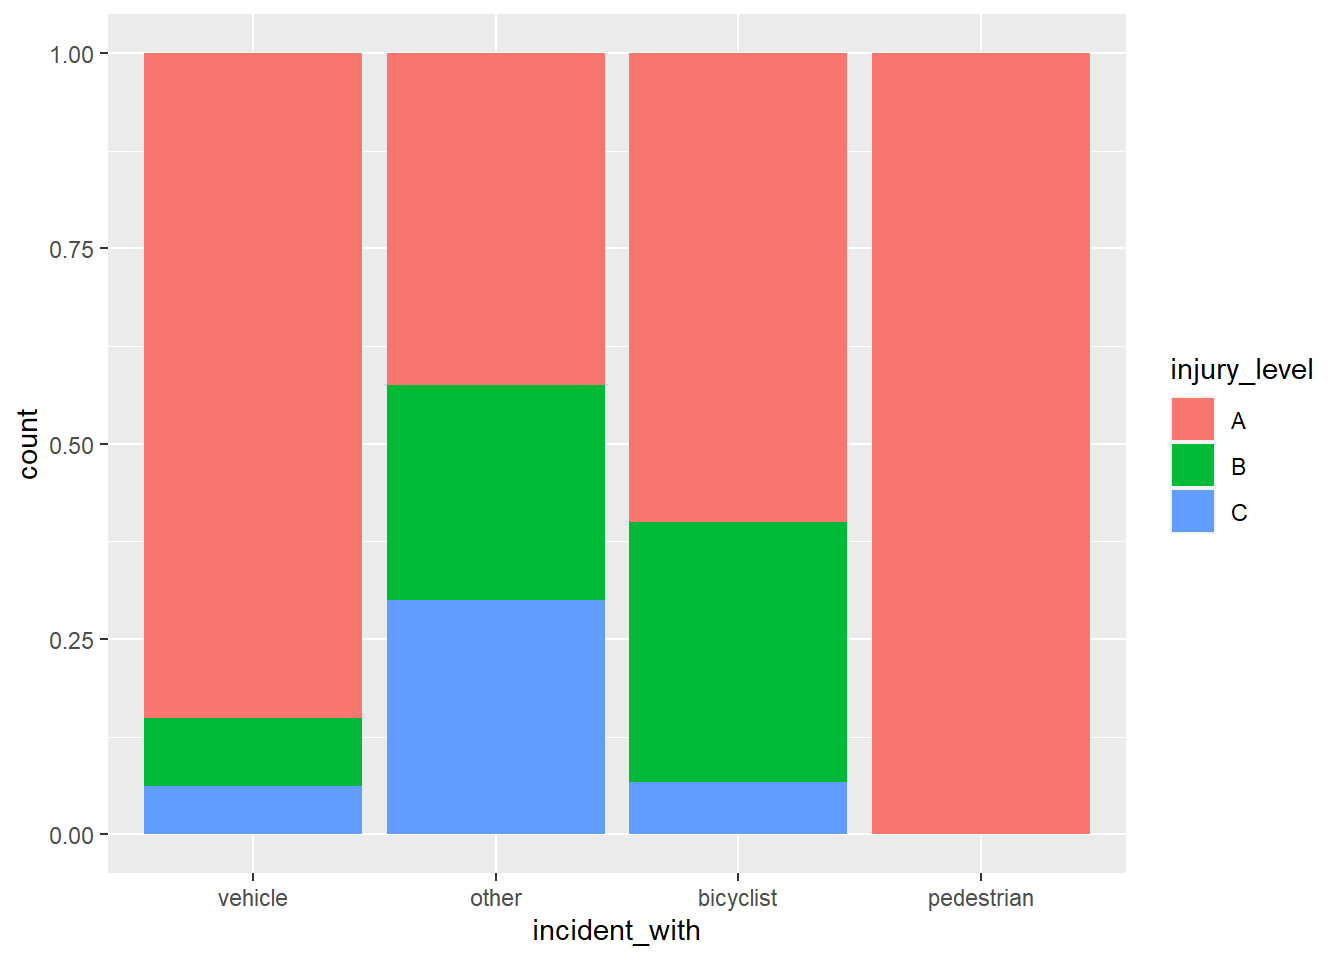 1.00
0.75
0.50
0.25
0.00
count
vehicle other bicyclist pedestrian
incident_with
injury_level
A
B
C